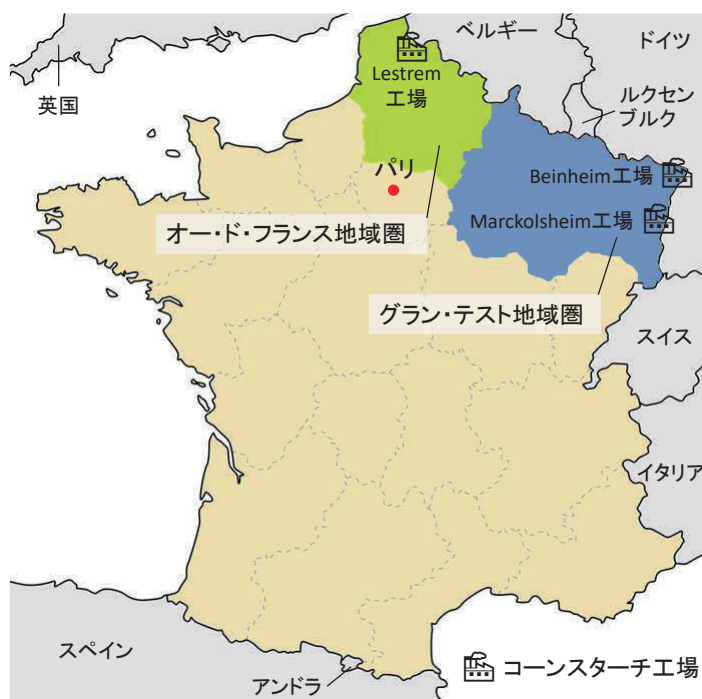 ベルギー
ドイツ
Lestrem
工場
英国
ルクセン
ブルク
パリ
Beinheim工場
Marckolsheim工場
オー・ド・フランス地域圏
グラン・テスト地域圏
スイス
イタリア
スペイン
アンドラ
コーンスターチ工場